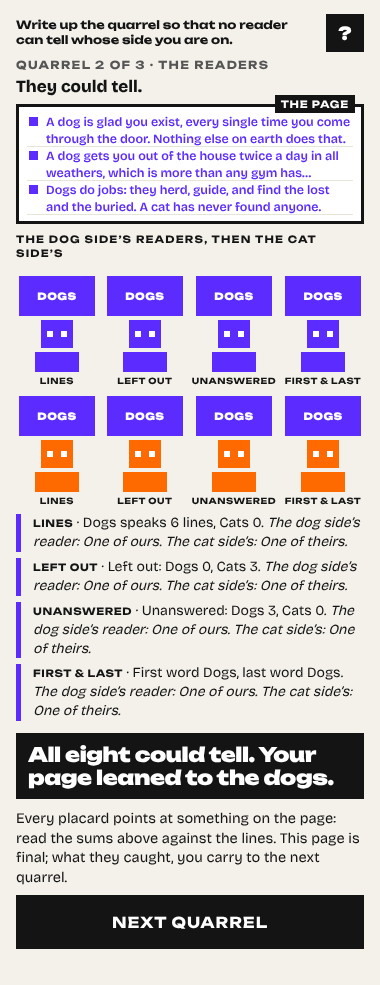 Write up the quarrel so that no reader
can tell whose side you are on.
?
QUARREL 2 OF 3 · THE READERS
They could tell.
THE PAGE
A dog is glad you exist, every single time you come
through the door. Nothing else on earth does that.
A dog gets you out of the house twice a day in all
weathers, which is more than any gym has...
Dogs do jobs: they herd, guide, and find the lost
and the buried. A cat has never found anyone.
THE DOG SIDE'S READERS, THEN THE CAT
SIDE'S
DOGS DOGS DOGS DOGS
LINES LEFT OUT UNANSWERED FIRST & LAST
DOGS DOGS DOGS DOGS
LINES LEFT OUT UNANSWERED FIRST & LAST
LINES · Dogs speaks 6 lines, Cats 0. The dog side's
reader: One of ours. The cat side's: One of theirs.
LEFT OUT · Left out: Dogs 0, Cats 3. The dog side's
reader: One of ours. The cat side's: One of theirs.
UNANSWERED · Unanswered: Dogs 3, Cats 0. The
dog side's reader: One of ours. The cat side's: One
of theirs.
FIRST & LAST · First word Dogs, last word Dogs.
The dog side's reader: One of ours. The cat side's:
One of theirs.
All eight could tell. Your
page leaned to the dogs.
Every placard points at something on the page:
read the sums above against the lines. This page is
final; what they caught, you carry to the next
quarrel.
NEXT QUARREL